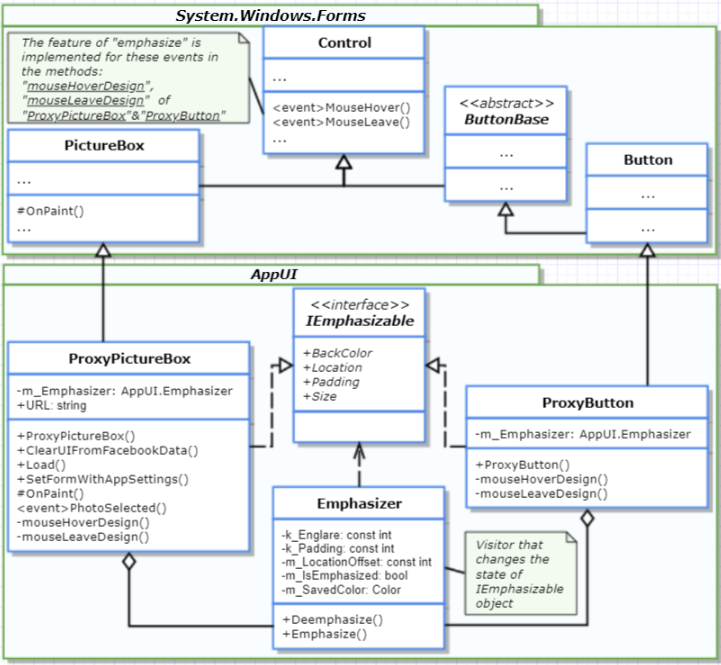 System.Windows.Forms
The feature of "emphasize" is
implemented for these events in
the methods:
"mouseHoverDesign",
"mouseLeaveDesign" of
"ProxyPictureBox"&"ProxyButton"
Control
...
<event>MouseHover()
<event>MouseLeave()
...
<<abstract>>
ButtonBase
...
...
PictureBox
...
#OnPaint()
...
Button
...
...
AppUI
<<interface>>
IEmphasizable
+BackColor
+Location
+Padding
+Size
ProxyPictureBox
-m_Emphasizer: AppUI.Emphasizer
+URL: string
+ProxyPictureBox()
+ClearUIFromFacebookData()
+Load()
+SetFormWithAppSettings()
#OnPaint()
<event>PhotoSelected()
-mouseHoverDesign()
-mouseLeaveDesign()
ProxyButton
-m_Emphasizer: AppUI.Emphasizer
+ProxyButton()
-mouseHoverDesign()
-mouseLeaveDesign()
Emphasizer
-k_Englare: const int
-k_Padding: const int
-m_LocationOffset: const int
-m_IsEmphasized: bool
-m_SavedColor: Color
+Deemphasize()
+Emphasize()
Visitor that
changes the
state of
IEmphasizable
object